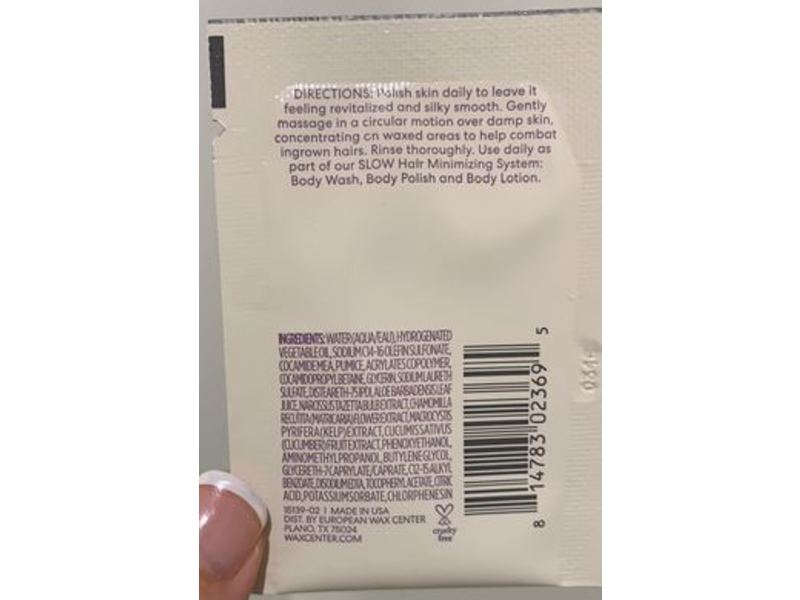 DIRECTIONS: Polish skin daily to leave it
feeling revitalized and silky smooth. Gently
massage in a circular motion over damp skin,
concentrating on waxed areas to help combat
ingrown hairs. Rinse thoroughly. Use daily as
part of our SLOW Hair Minimizing System:
Body Wash, Body Polish and Body Lotion.
INGREDIENTS: WATER (AQUA/EAU), HYDROGENATED
VEGETABLE OIL, SODIUM C14-16 OLEFIN SULFONATE,
COCAMIDE MEA, PUMICE, ACRYLATES COPOLYMER,
COCAMIDOPROPYL BETAINE, GLYCERIN, SODIUM LAURETH
SULFATE, DISTEARETH-75 IPDI, ALOE BARBADENSIS LEAF
JUICE, NARCISSUS TAZETTA BULB EXTRACT, CHAMOMILLA
RECUTITA (MATRICARIA) FLOWER EXTRACT, MACROCYSTIS
PYRIFERA (KELP) EXTRACT, CUCUMIS SATIVUS
(CUCUMBER) FRUIT EXTRACT, PHENOXYETHANOL,
AMINOMETHYL PROPANOL, BUTYLENE GLYCOL,
GLYCERETH-7 CAPRYLATE/CAPRATE, C12-15 ALKYL
BENZOATE, DISODIUM EDTA, TOCOPHERYL ACETATE, CITRIC
ACID, POTASSIUM SORBATE, CHLORPHENESIN
15139-02 | MADE IN USA
DIST. BY EUROPEAN WAX CENTER
PLANO, TX 75024
WAXCENTER.COM
cruelty
free
8 14783 02369 5